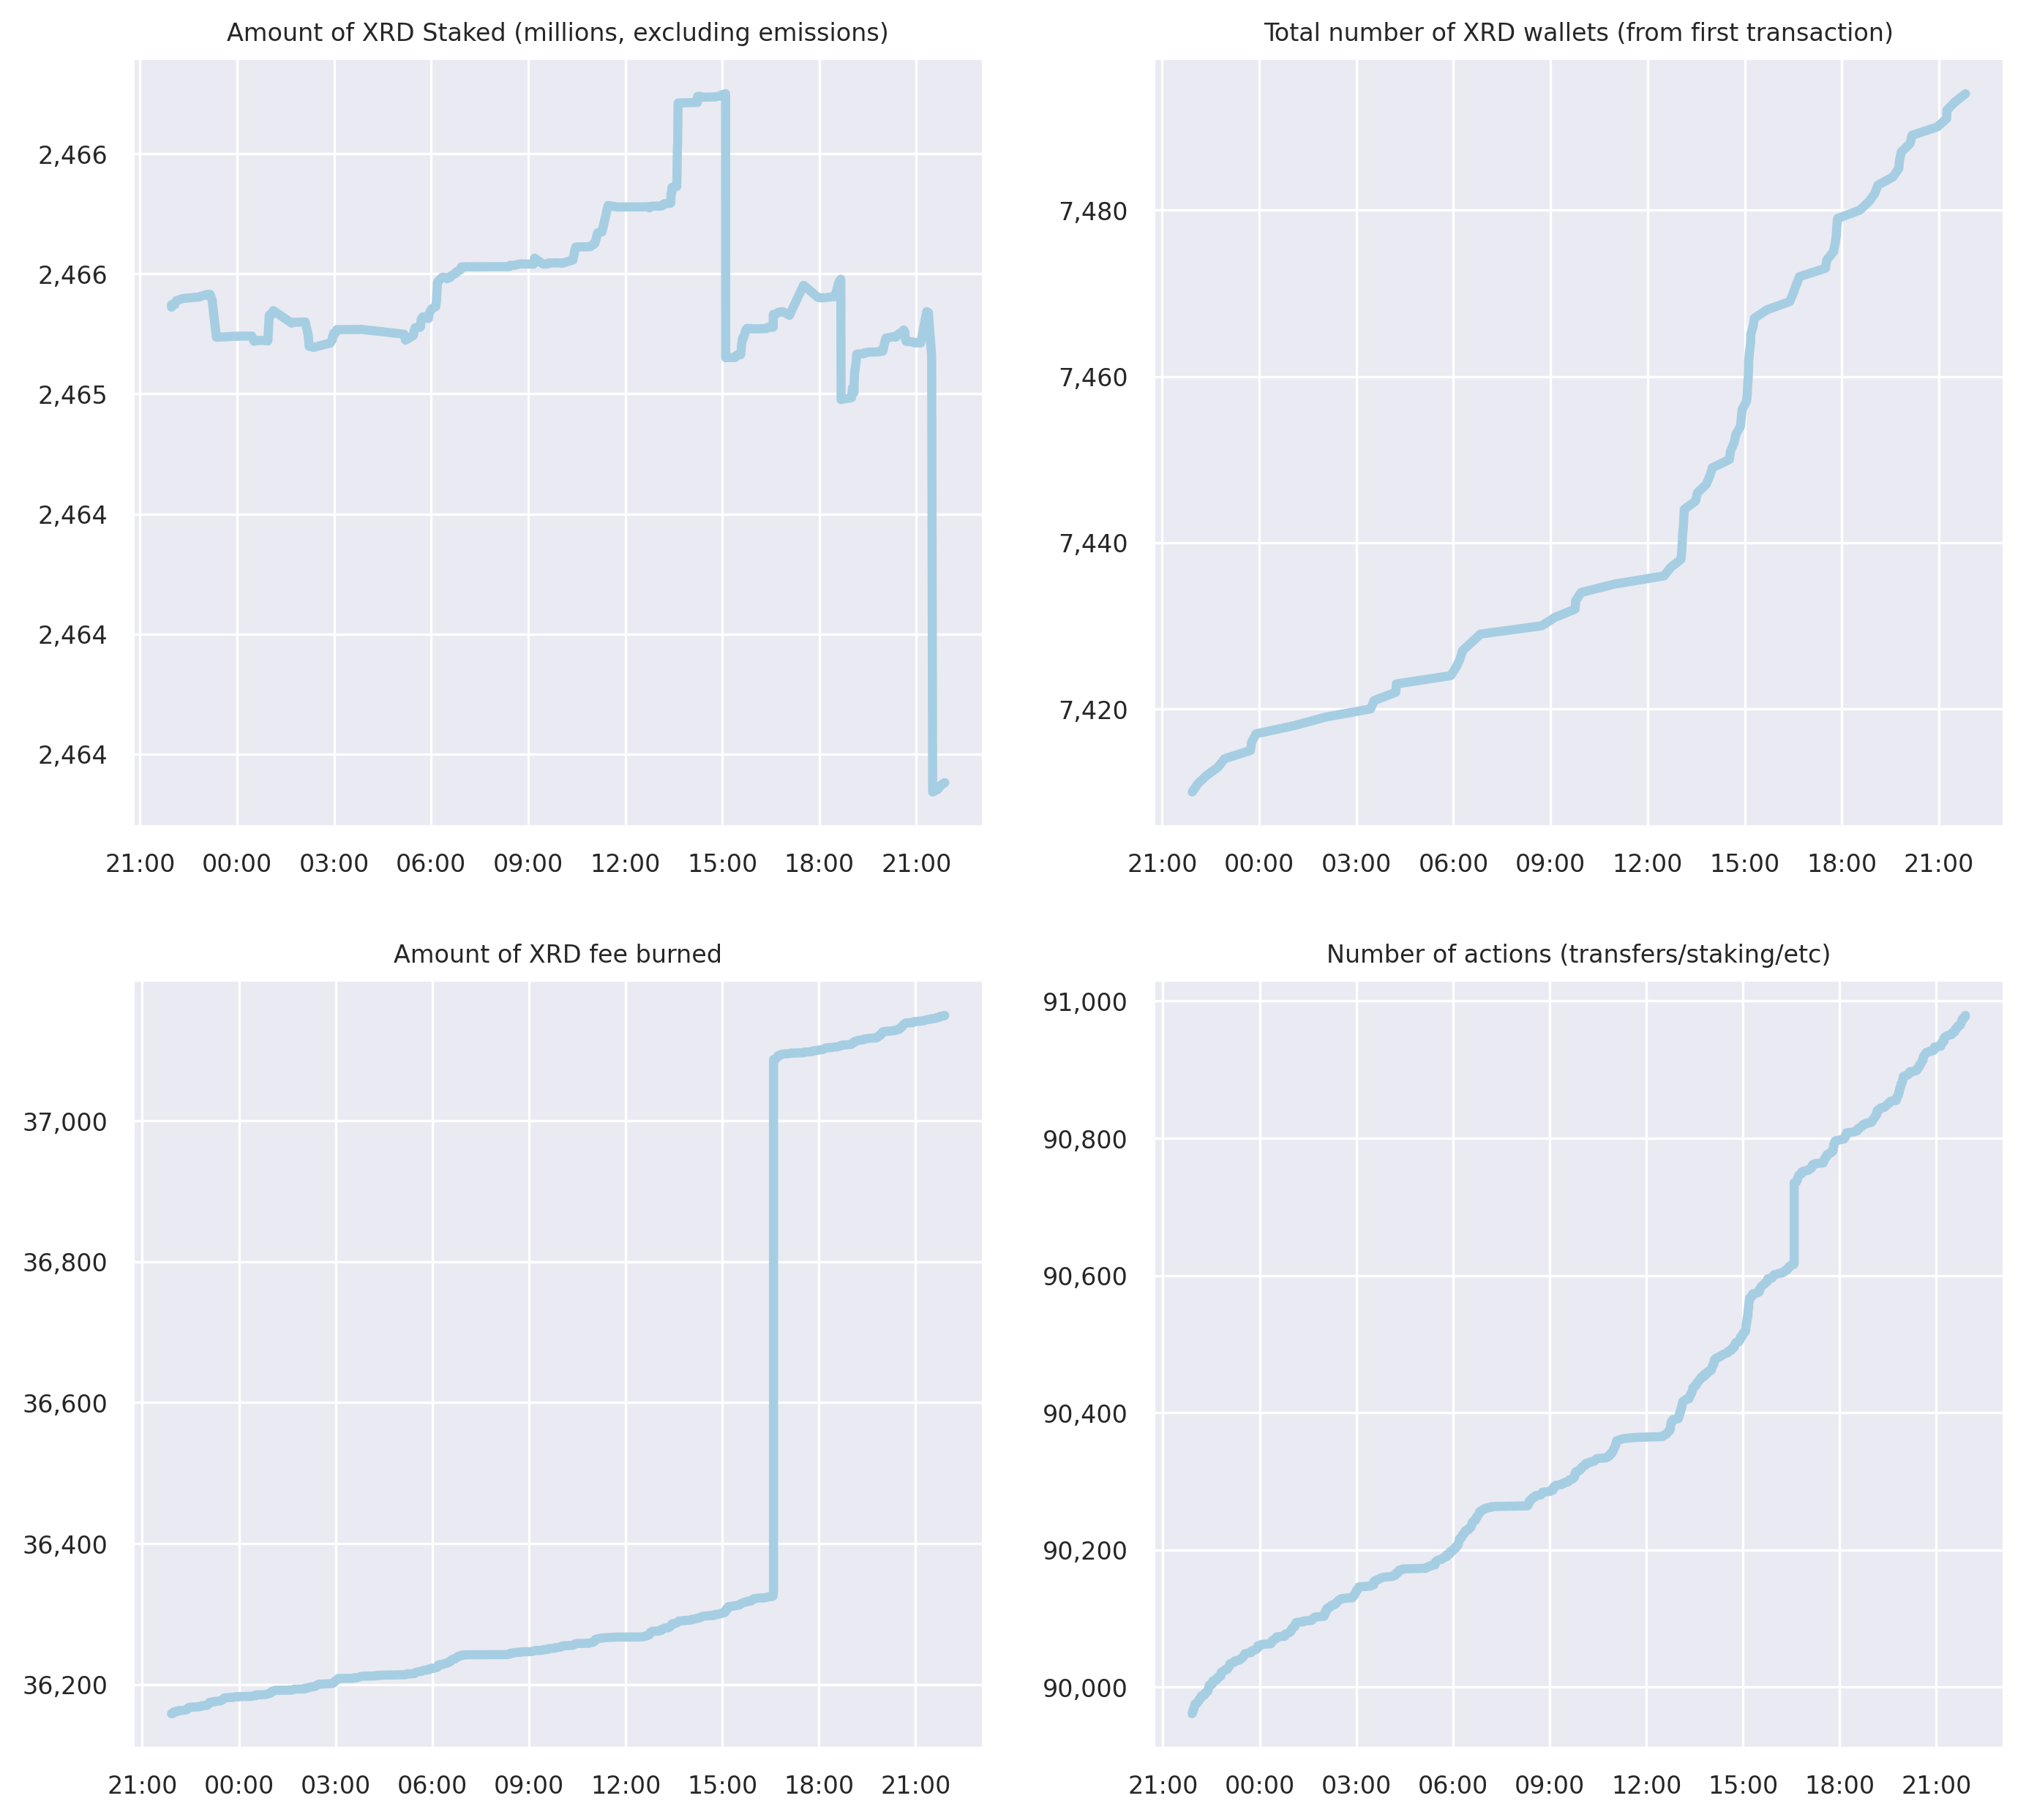 Amount of XRD Staked (millions, excluding emissions)
2,466
2,466
2,465
2,464
2,464
2,464
21:00 00:00 03:00 06:00 09:00 12:00 15:00 18:00 21:00
Total number of XRD wallets (from first transaction)
7,480
7,460
7,440
7,420
21:00 00:00 03:00 06:00 09:00 12:00 15:00 18:00 21:00
Amount of XRD fee burned
37,000
36,800
36,600
36,400
36,200
21:00 00:00 03:00 06:00 09:00 12:00 15:00 18:00 21:00
Number of actions (transfers/staking/etc)
91,000
90,800
90,600
90,400
90,200
90,000
21:00 00:00 03:00 06:00 09:00 12:00 15:00 18:00 21:00